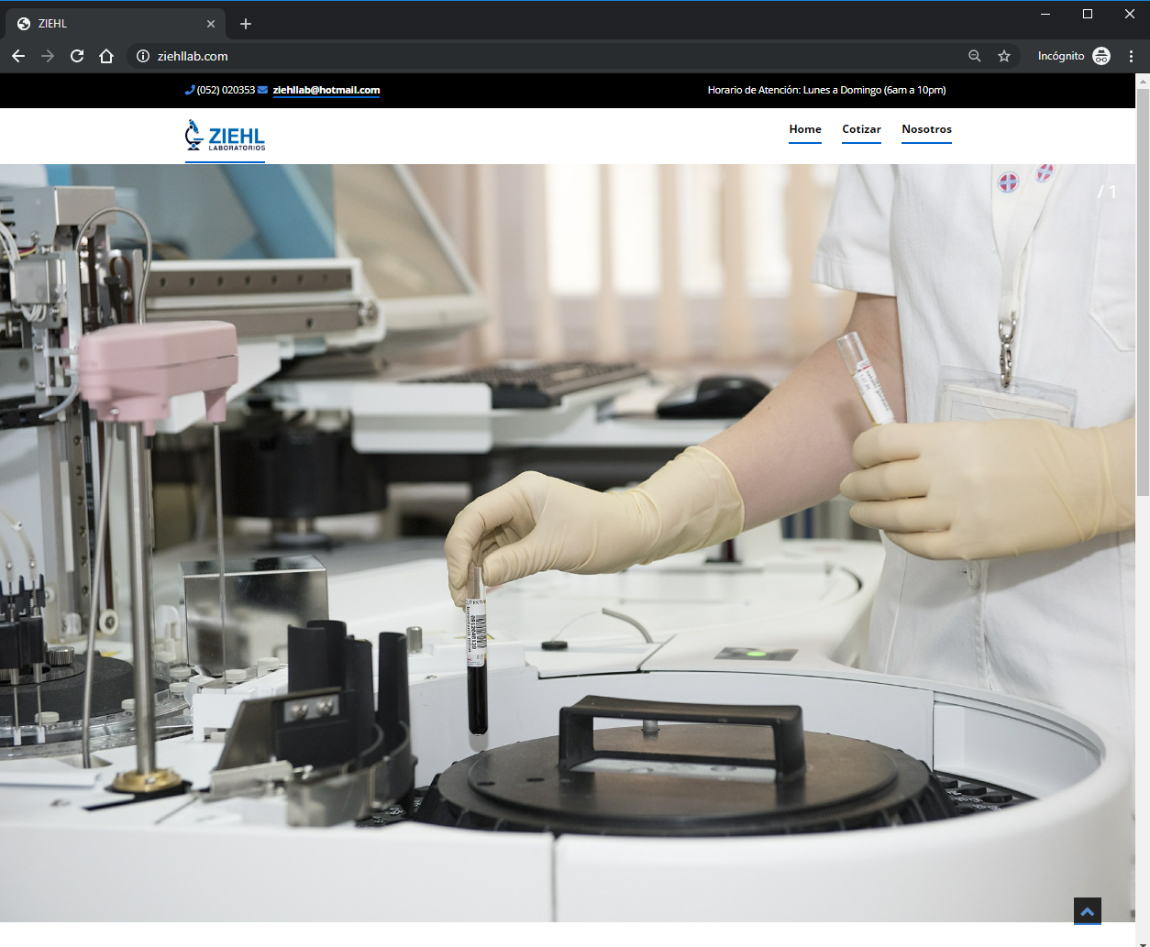 ZIEHL
ziehllab.com
Incógnito
(052) 020353 ziehllab@hotmail.com
Horario de Atención: Lunes a Domingo (6am a 10pm)
ZIEHL
LABORATORIOS
Home Cotizar Nosotros
/ 1